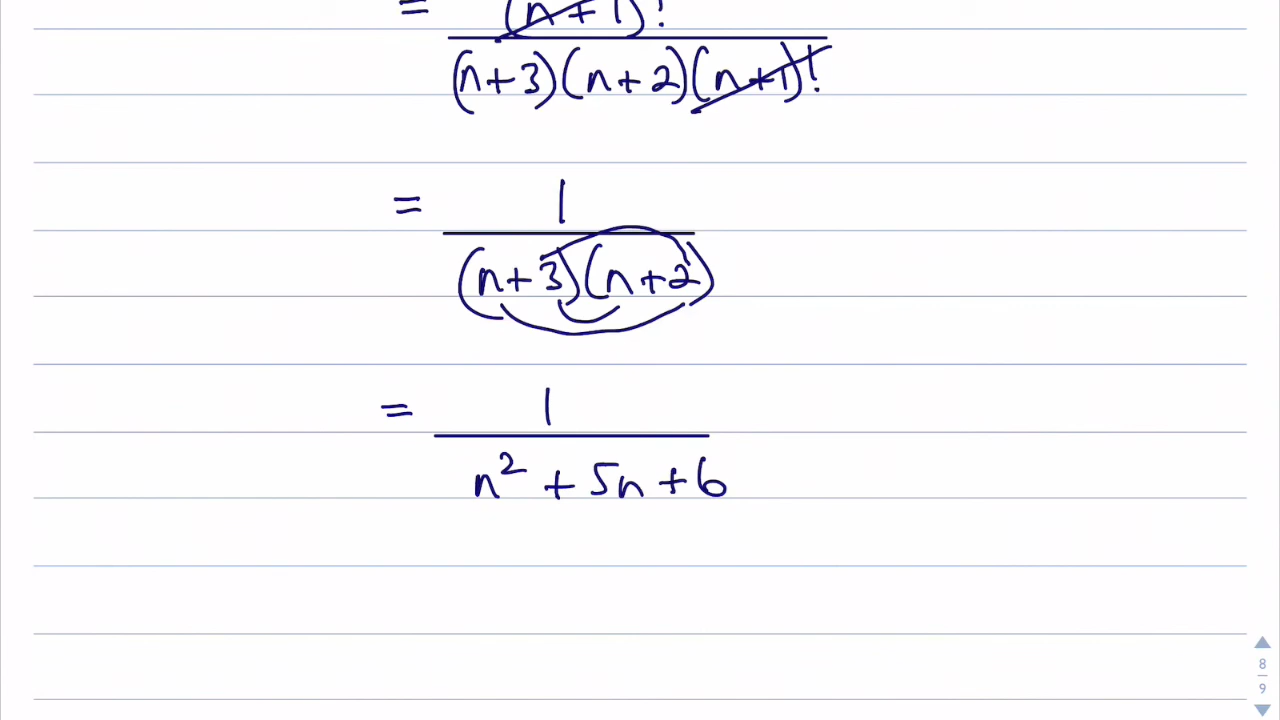 = (n+1)!
(n+3)(n+2)(n+1)!
= 1
(n+3)(n+2)
= 1
n² + 5n + 6
8
9